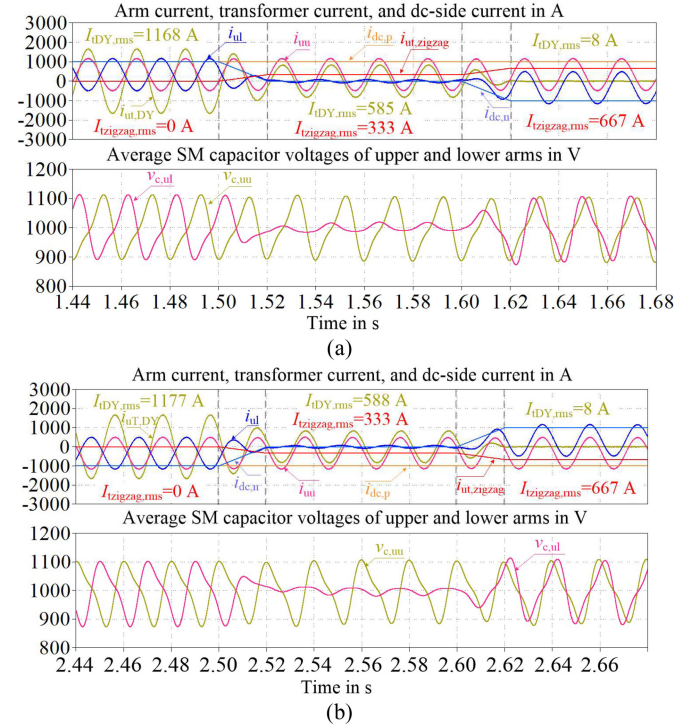 Arm current, transformer current, and dc-side current in A
3000
2000
1000
0
-1000
-2000
-3000
ItDY,rms=1168 A
iul
iuu
idc,p
iut,zigzag
ItDY,rms=8 A
iut,DY
Itzigzag,rms=0 A
ItDY,rms=585 A
Itzigzag,rms=333 A
idc,n
Itzigzag,rms=667 A
Average SM capacitor voltages of upper and lower arms in V
1200
1100
1000
900
800
vc,ul
vc,uu
1.44 1.46 1.48 1.50 1.52 1.54 1.56 1.58 1.60 1.62 1.64 1.66 1.68
Time in s
(a)
Arm current, transformer current, and dc-side current in A
3000
2000
1000
0
-1000
-2000
-3000
ItDY,rms=1177 A
iuT,DY
iul
ItDY,rms=588 A
Itzigzag,rms=333 A
ItDY,rms=8 A
Itzigzag,rms=0 A
idc,n
iuu
idc,p
iut,zigzag
Itzigzag,rms=667 A
Average SM capacitor voltages of upper and lower arms in V
1200
1100
1000
900
800
vc,uu
vc,ul
2.44 2.46 2.48 2.50 2.52 2.54 2.56 2.58 2.60 2.62 2.64 2.66
Time in s
(b)